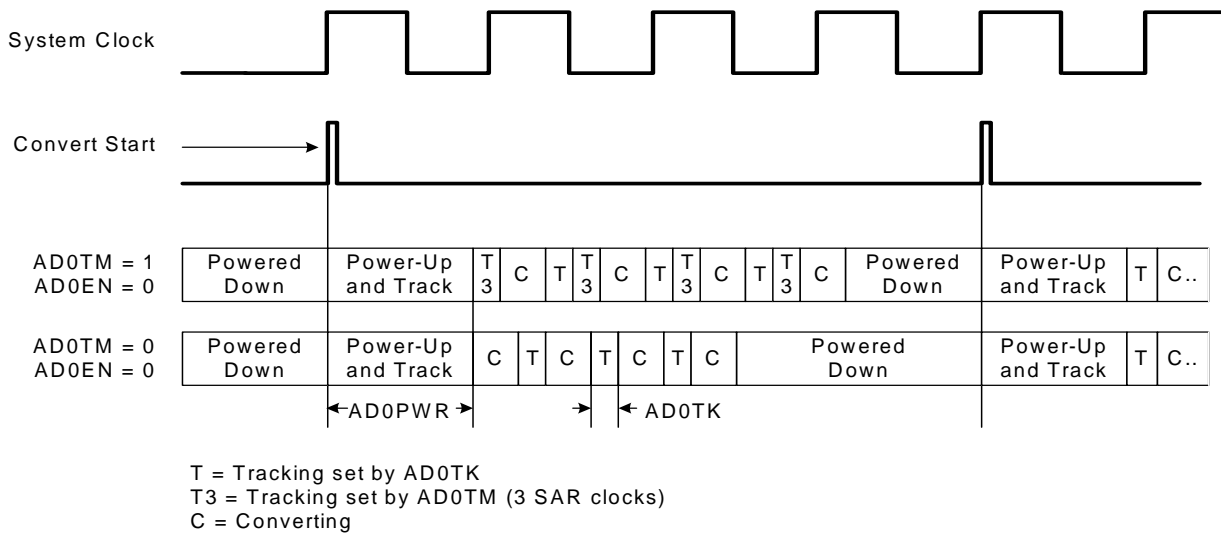 System Clock
Convert Start
AD0TM = 1
AD0EN = 0
Powered
Down
Power-Up
and Track
T
3
C
T
T
3
C
T
T
3
C
T
T
3
C
Powered
Down
Power-Up
and Track
T
C..
AD0TM = 0
AD0EN = 0
Powered
Down
Power-Up
and Track
C
T
C
T
C
T
C
Powered
Down
Power-Up
and Track
T
C..
AD0PWR
AD0TK
T = Tracking set by AD0TK
T3 = Tracking set by AD0TM (3 SAR clocks)
C = Converting